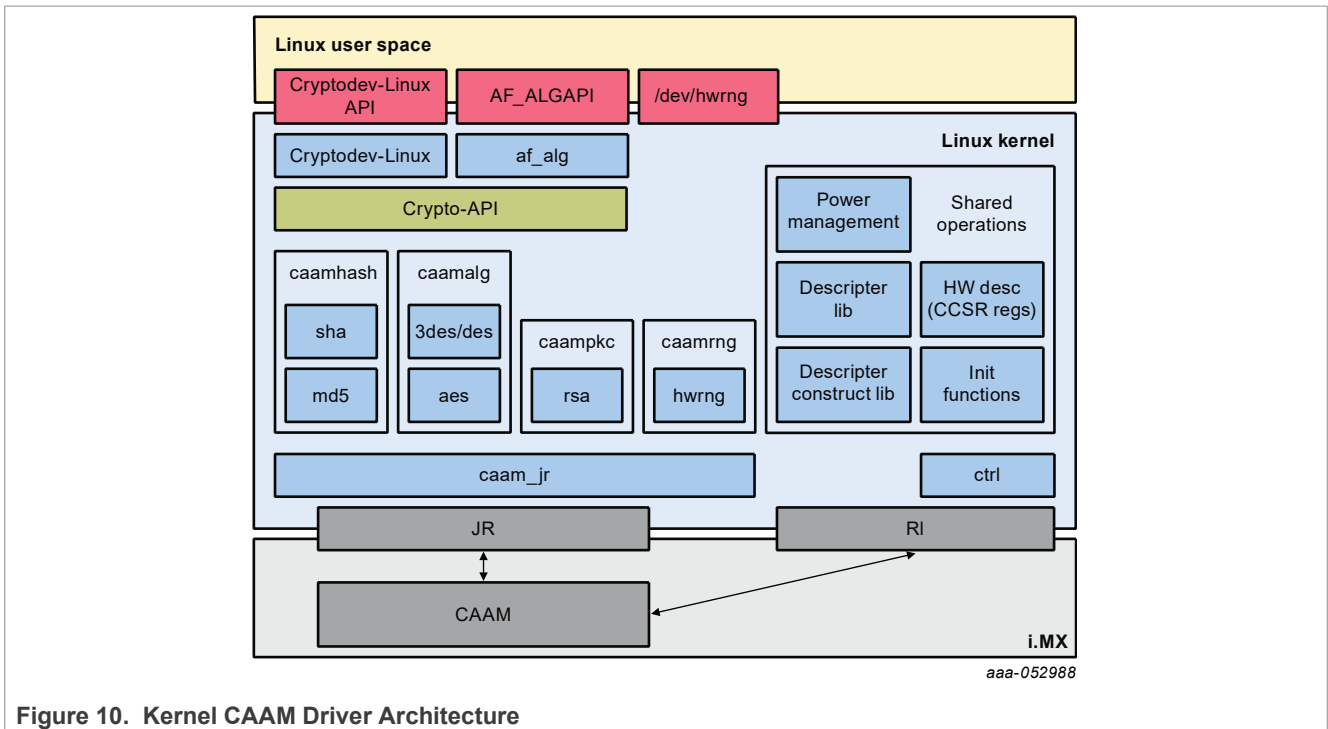 Linux user space
Cryptodev-Linux
API
AF_ALGAPI
/dev/hwrng
Linux kernel
Cryptodev-Linux
af_alg
Crypto-API
Power
management
Shared
operations
caamhash
caamalg
sha
3des/des
Descripter
lib
HW desc
(CCSR regs)
caampkc
caamrng
md5
aes
rsa
hwrng
Descripter
construct lib
Init
functions
caam_jr
ctrl
JR
RI
CAAM
i.MX
aaa-052988
Figure 10. Kernel CAAM Driver Architecture